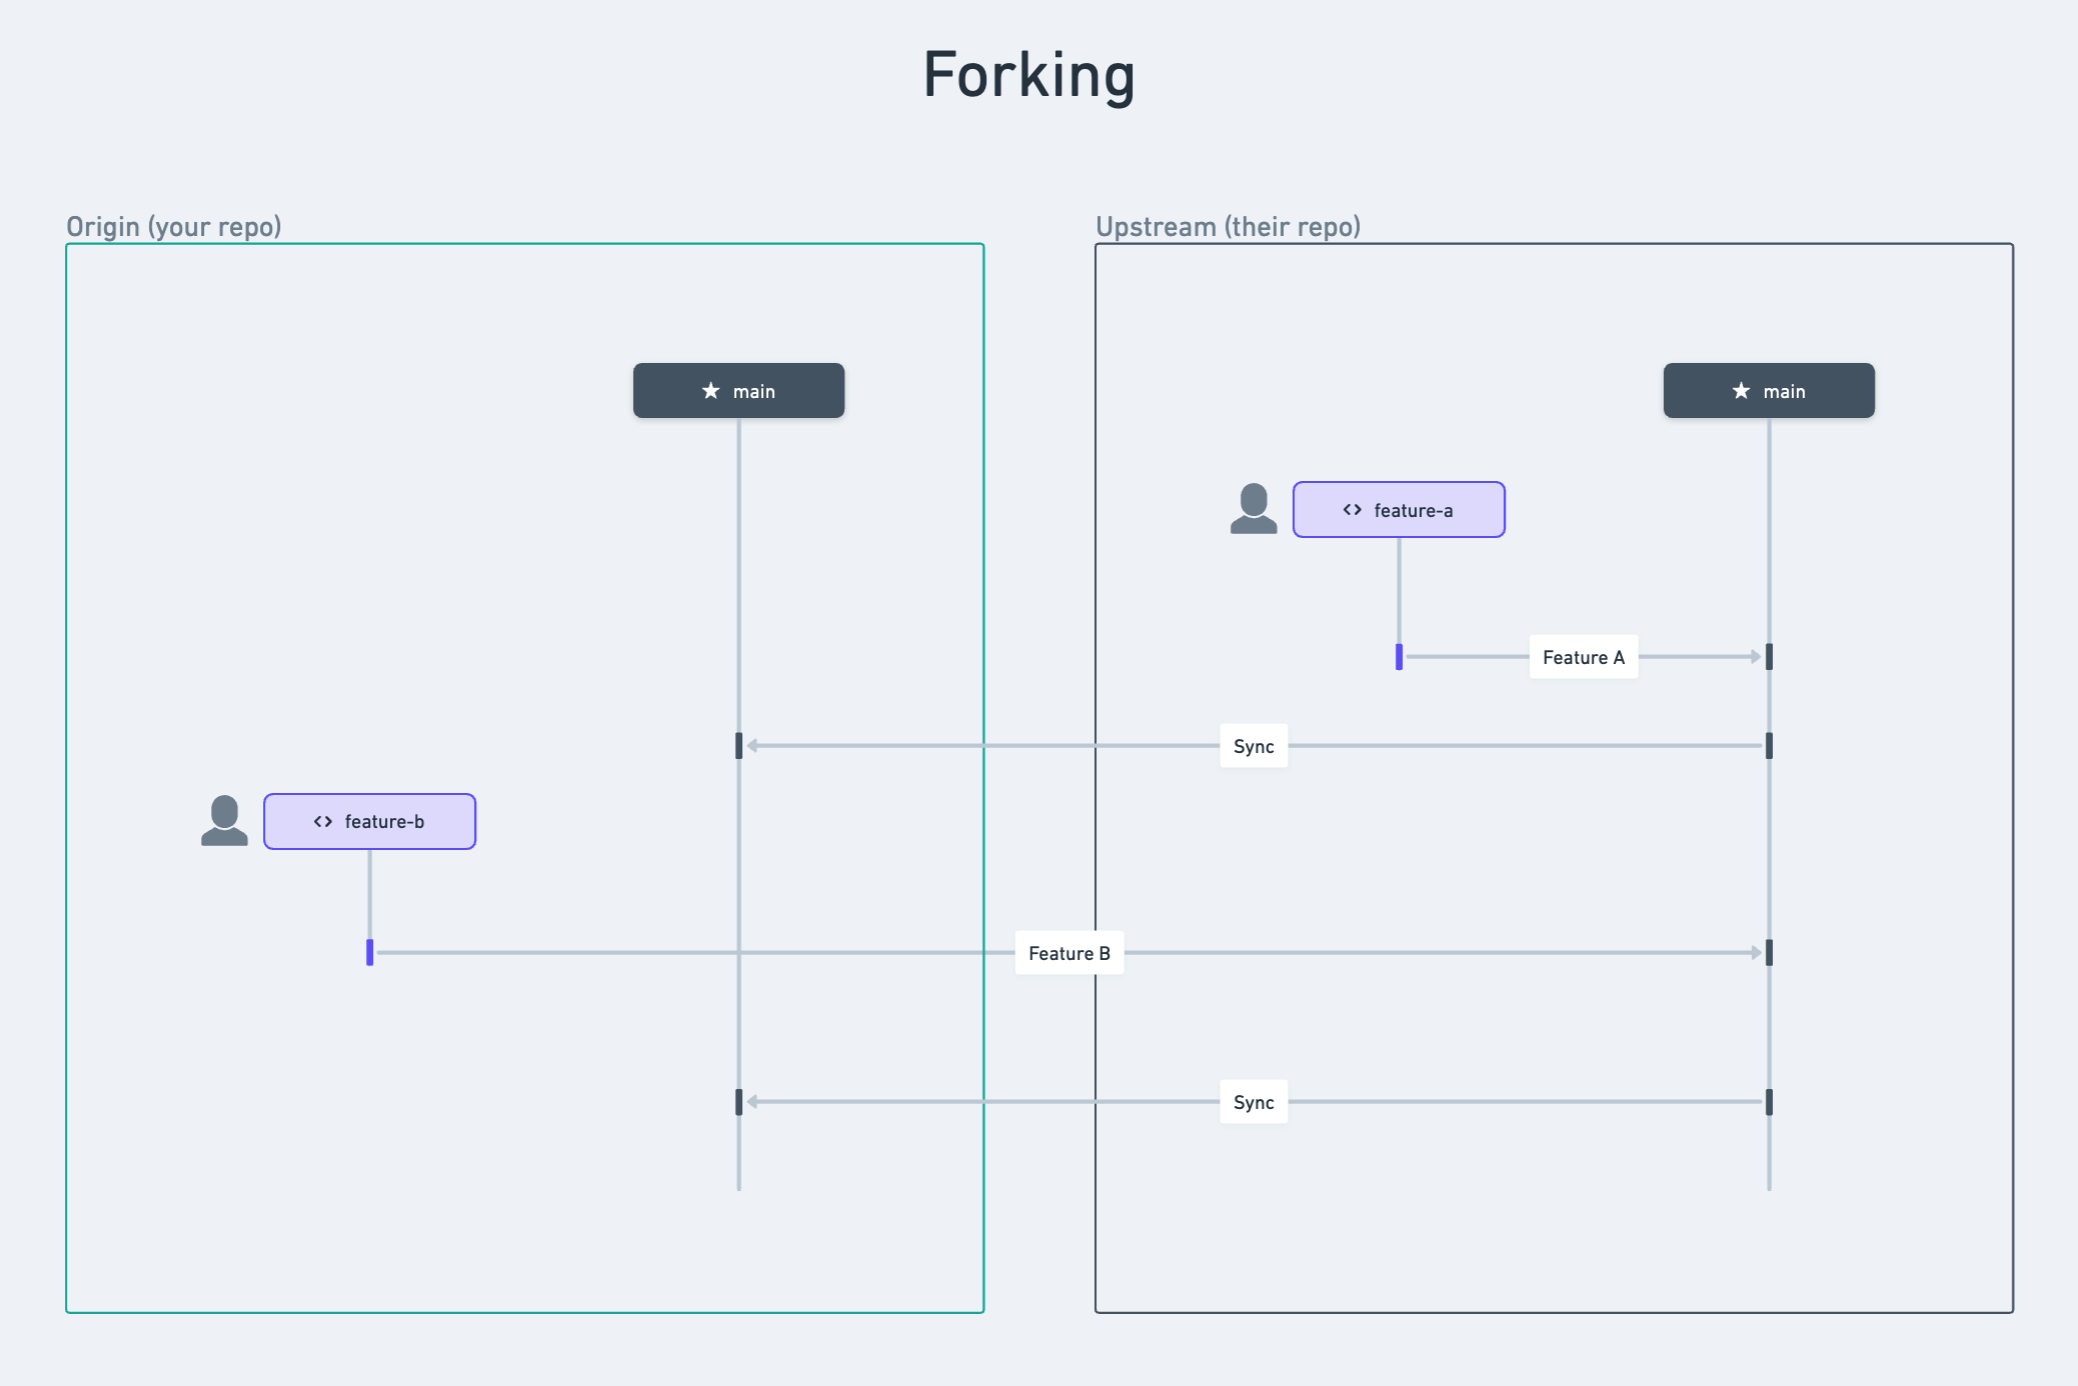 Forking
Origin (your repo)
Upstream (their repo)
main
main
feature-a
Feature A
Sync
feature-b
Feature B
Sync